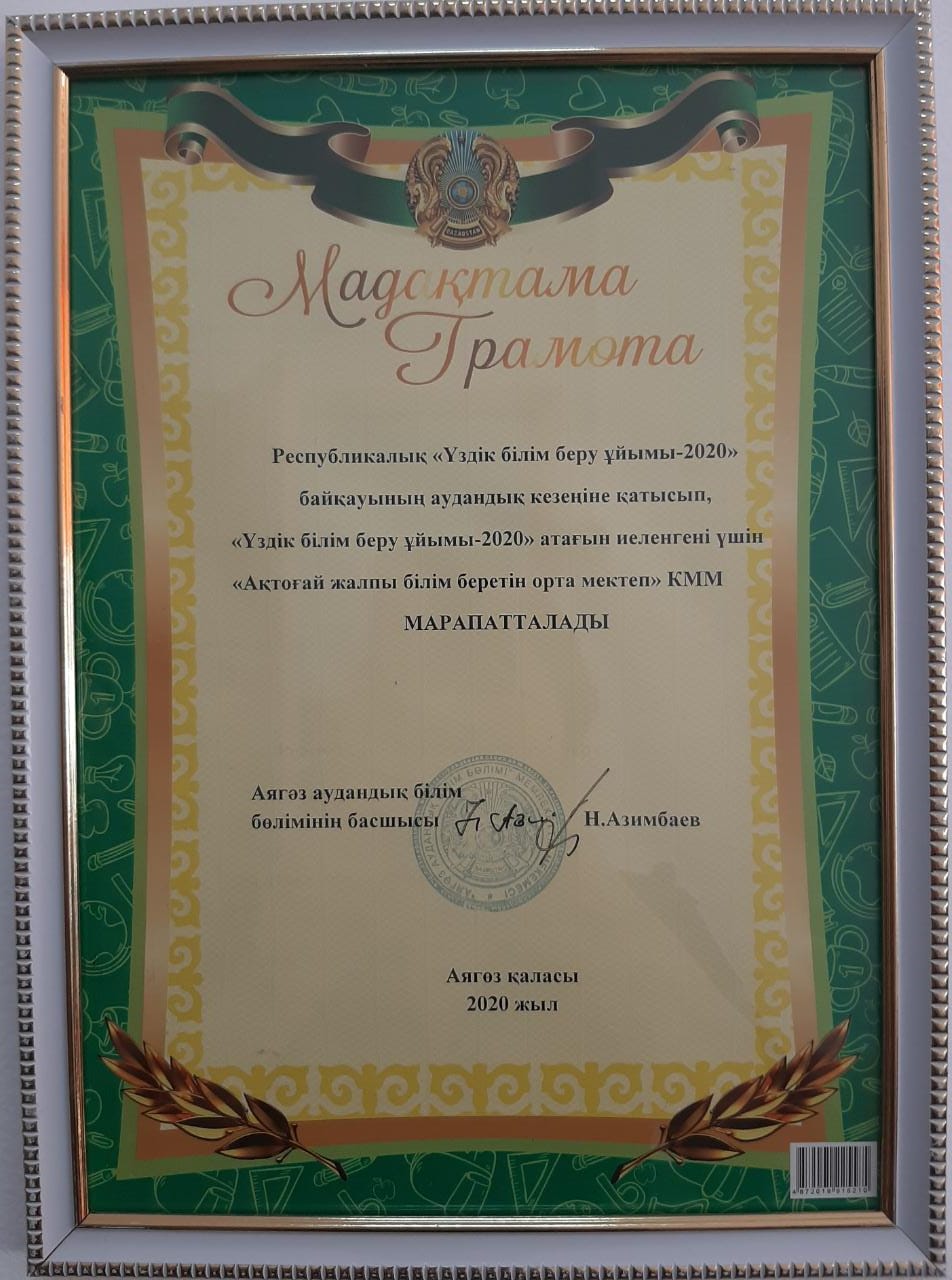 QAZAQSTAN
Мадақтама
Грамота
Республикалық «Үздік білім беру ұйымы-2020»
байқауының аудандық кезеңіне қатысып,
«Үздік білім беру ұйымы-2020» атағын иеленгені үшін
«Ақтоғай жалпы білім беретін орта мектеп» КММ
МАРАПАТТАЛАДЫ
Аягөз аудандық білім
бөлімінің басшысы Н.Азимбаев
Аягөз қаласы
2020 жыл